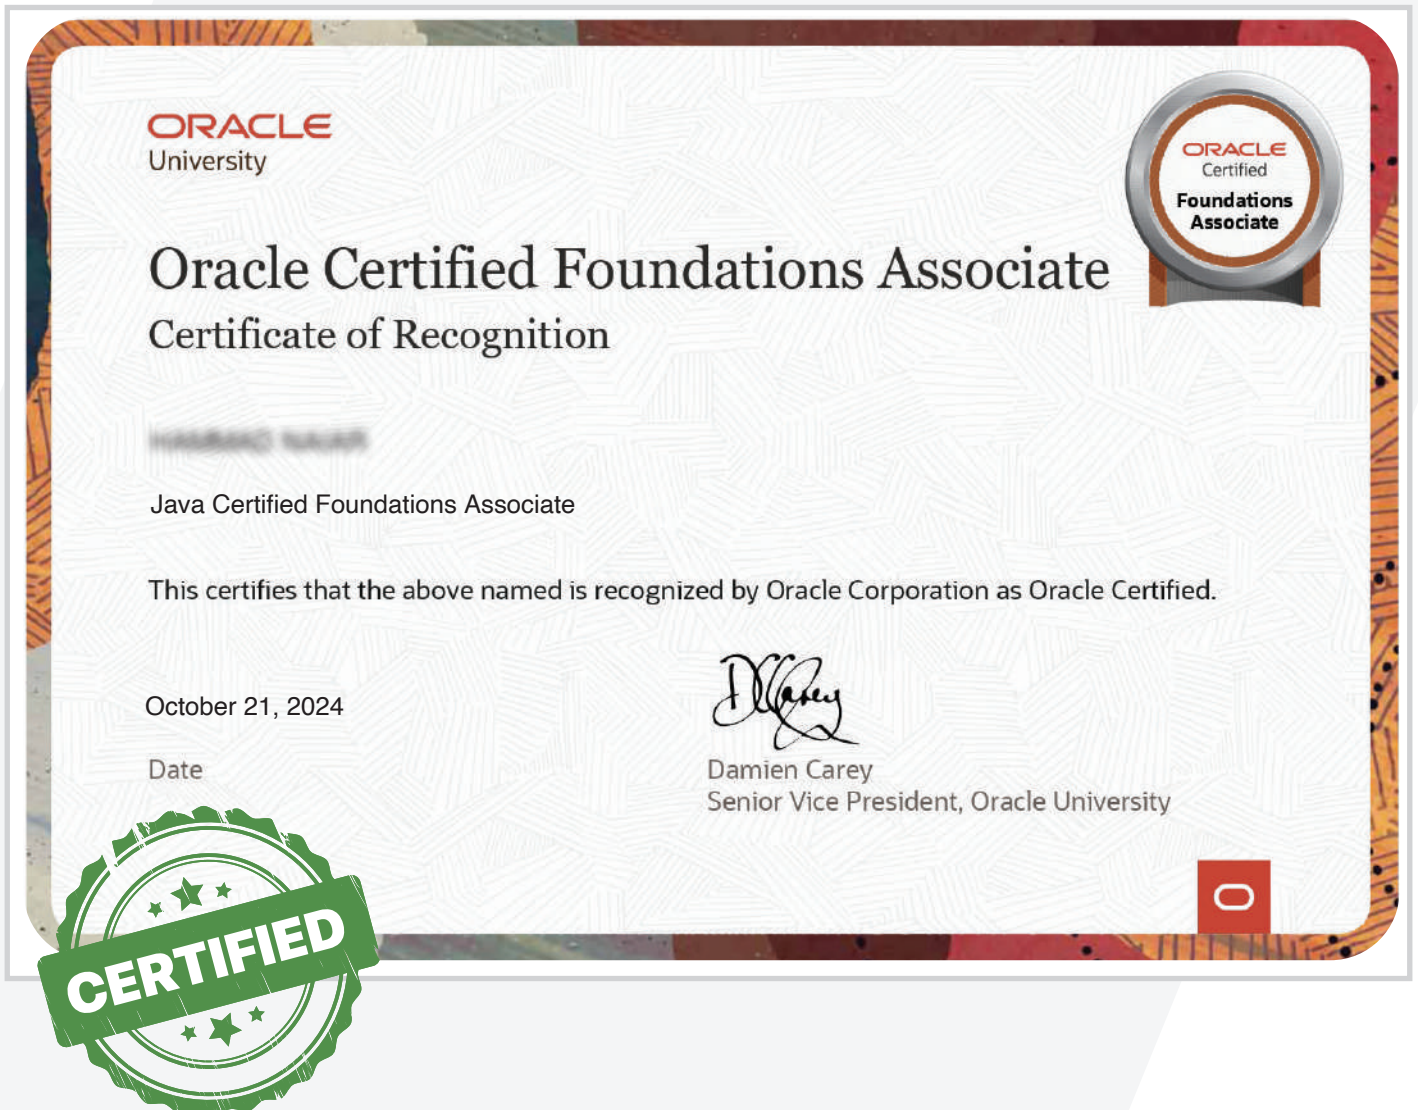 ORACLE
University
ORACLE
Certified
Foundations
Associate
Oracle Certified Foundations Associate
Certificate of Recognition
Java Certified Foundations Associate
This certifies that the above named is recognized by Oracle Corporation as Oracle Certified.
October 21, 2024
Date
DCCarey
Damien Carey
Senior Vice President, Oracle University
CERTIFIED